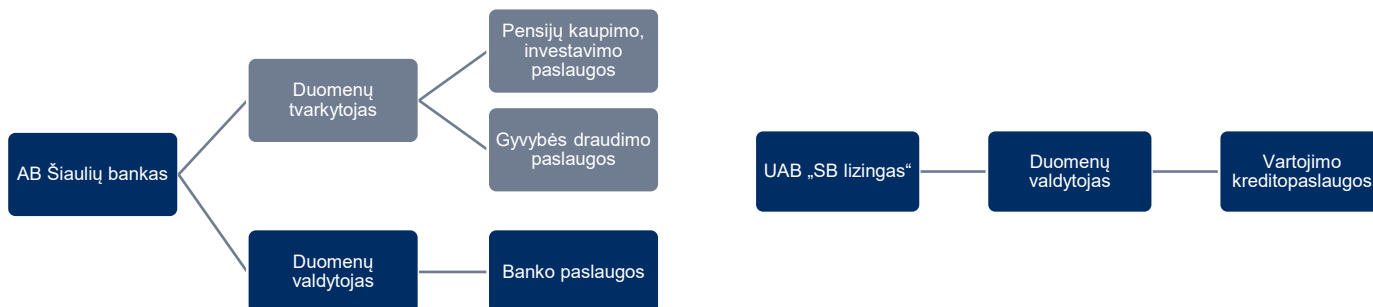 Pensijų kaupimo,
investavimo
paslaugos
Duomenų
tvarkytojas
Gyvybės draudimo
paslaugos
AB Šiaulių bankas
Duomenų
valdytojas
Banko paslaugos
UAB „SB lizingas“
Duomenų
valdytojas
Vartojimo
kreditopaslaugos